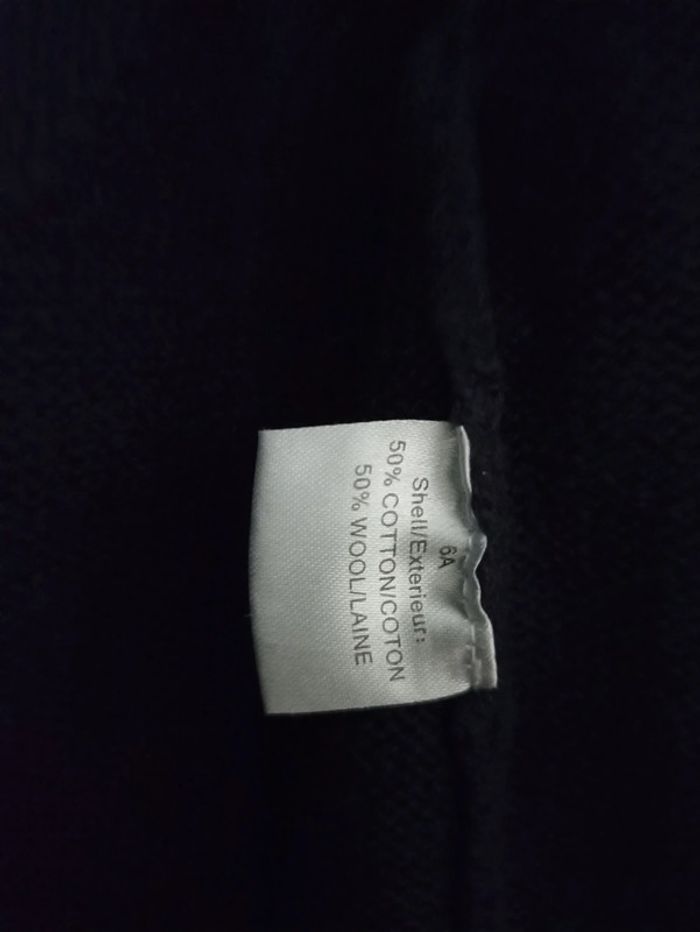 6A
Shell/Exterieur:
50% COTTON/COTON
50% WOOL/LAINE